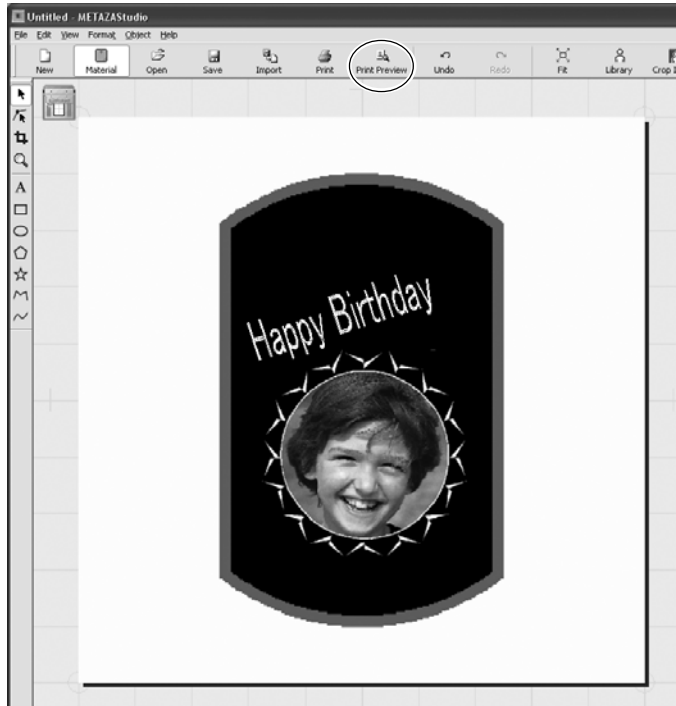 Untitled - METAZAStudio
File Edit View Format Object Help
New Material Open Save Import Print Print Preview Undo Redo Fit Library
A
Happy Birthday